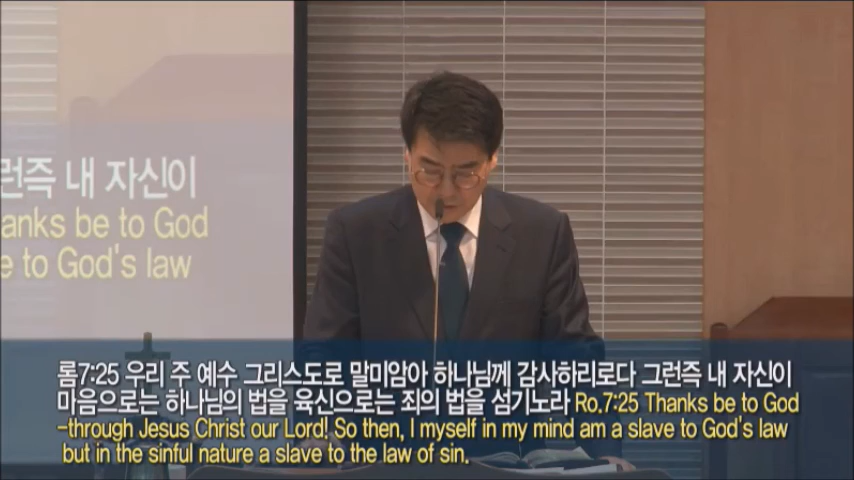 런즉 내 자신이
anks be to God
e to God's law
롬7:25 우리 주 예수 그리스도로 말미암아 하나님께 감사하리로다 그런즉 내 자신이
마음으로는 하나님의 법을 육신으로는 죄의 법을 섬기노라 Ro.7:25 Thanks be to God
-through Jesus Christ our Lord! So then, I myself in my mind am a slave to God's law
but in the sinful nature a slave to the law of sin.